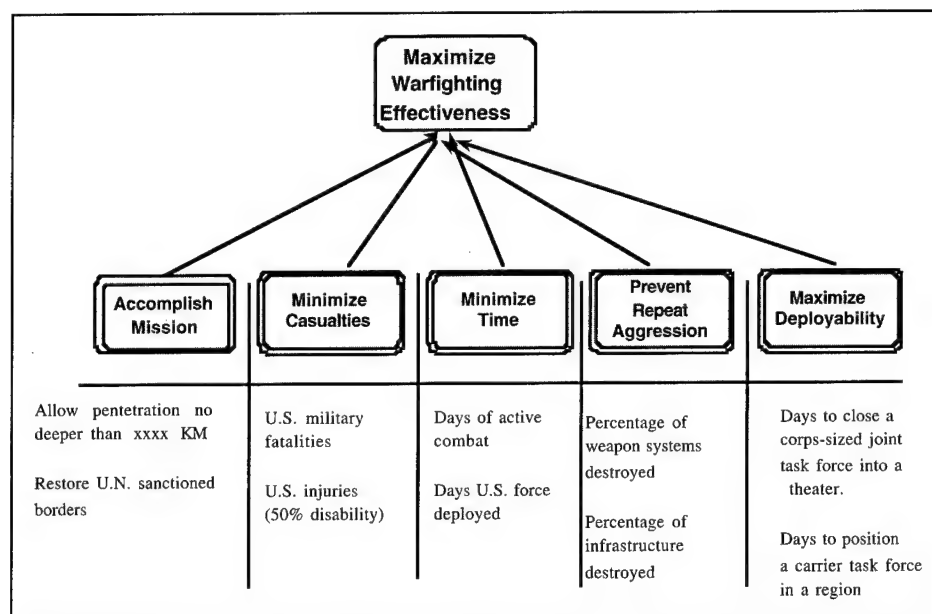 Maximize
Warfighting
Effectiveness
Accomplish
Mission
Minimize
Casualties
Minimize
Time
Prevent
Repeat
Aggression
Maximize
Deployability
Allow pentetration no
deeper than xxxx KM
Restore U.N. sanctioned
borders
U.S. military
fatalities
U.S. injuries
(50% disability)
Days of active
combat
Days U.S. force
deployed
Percentage of
weapon systems
destroyed
Percentage of
infrastructure
destroyed
Days to close a
corps-sized joint
task force into a
theater.
Days to position
a carrier task force
in a region